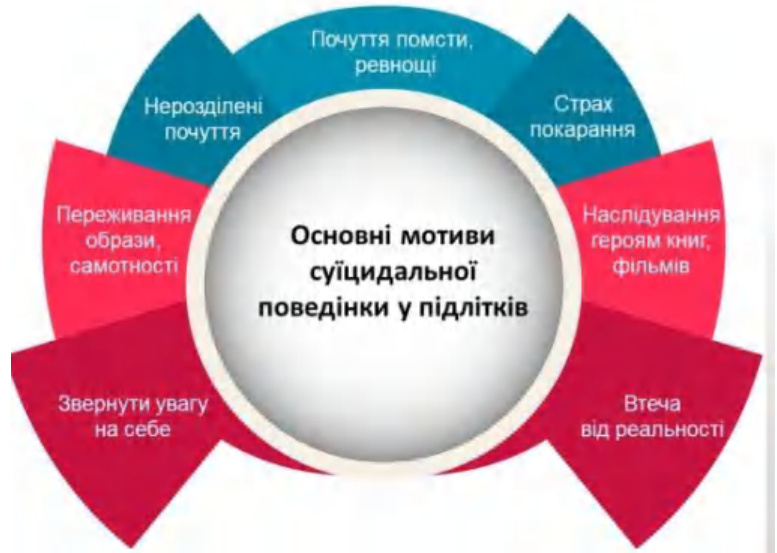 Почуття помсти,
ревнощі
Нерозділені
почуття
Страх
покарання
Переживання
образи,
самотності
Основні мотиви
суїцидальної
поведінки у підлітків
Наслідування
героям книг,
фільмів
Звернути увагу
на себе
Втеча
від реальності